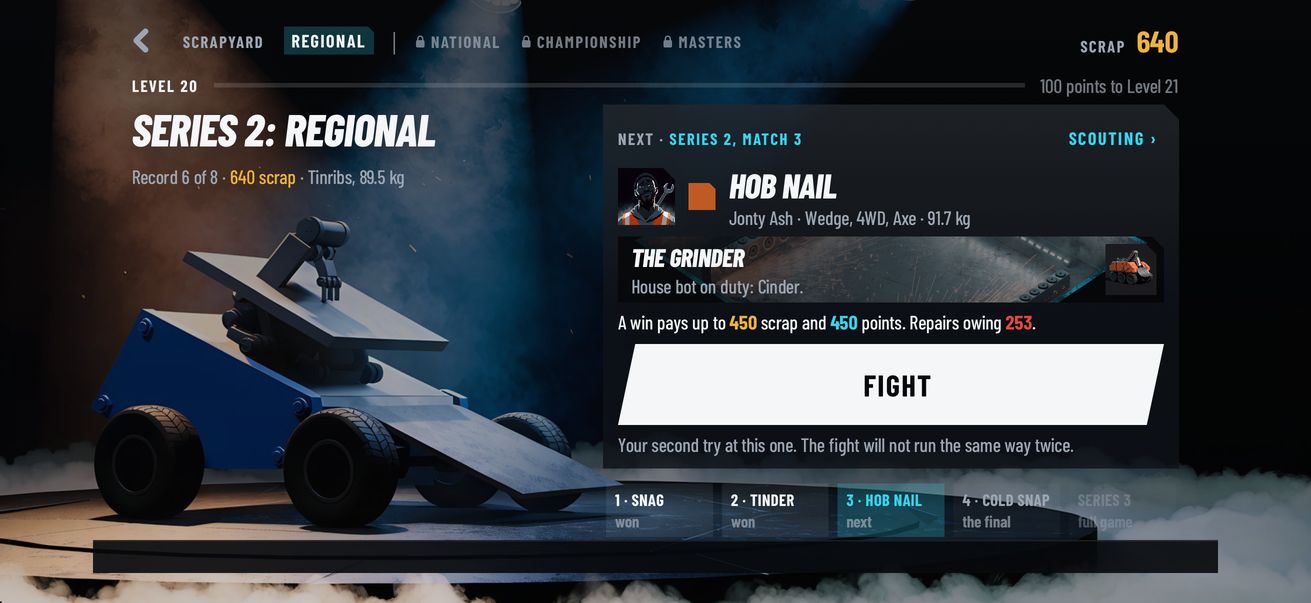 SCRAPYARD REGIONAL NATIONAL CHAMPIONSHIP MASTERS
SCRAP 640
LEVEL 20
100 points to Level 21
SERIES 2: REGIONAL
Record 6 of 8 · 640 scrap · Tinribs, 89.5 kg
NEXT · SERIES 2, MATCH 3
SCOUTING ›
HOB NAIL
Jonty Ash · Wedge, 4WD, Axe · 91.7 kg
THE GRINDER
House bot on duty: Cinder.
A win pays up to 450 scrap and 450 points. Repairs owing 253.
FIGHT
Your second try at this one. The fight will not run the same way twice.
1 · SNAG
won
2 · TINDER
won
3 · HOB NAIL
next
4 · COLD SNAP
the final
SERIES 3
full game